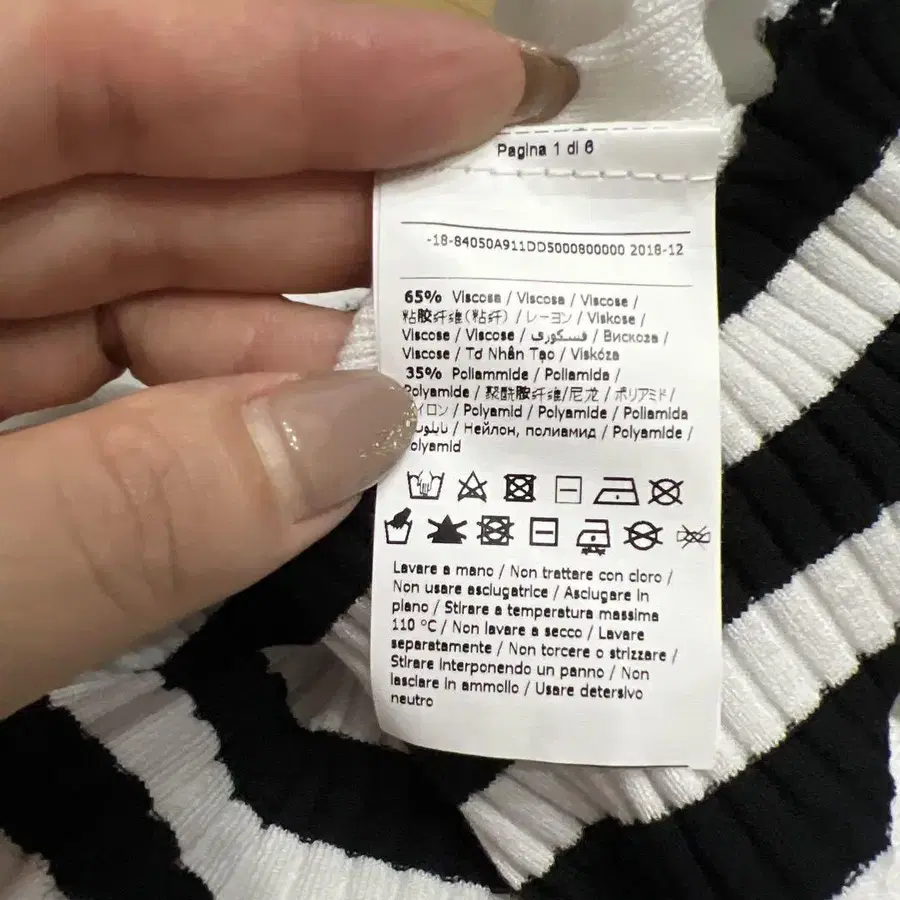 Pagina 1 di 6
-18-84050A911DD5000800000 2018-12
65% Viscosa / Viscosa / Viscose /
粘胶纤维(粘纤) / レーヨン / Viskose /
Viscose / Viscose / فسكوزي / Вискоза /
Viscose / Tơ Nhân Tạo / Viskóza
35% Poliammide / Poliamida /
Polyamide / 聚酰胺纤维/尼龙 / ポリアミド/
イロン / Polyamid / Polyamide / Poliamida
/ Нейлон, полиамид / Polyamide /
olyamid
Lavare a mano / Non trattare con cloro /
Non usare asciugatrice / Asciugare in
piano / Stirare a temperatura massima
110 °C / Non lavare a secco / Lavare
separatamente / Non torcere o strizzare /
Stirare interponendo un panno / Non
lasciare in ammollo / Usare detersivo
neutro